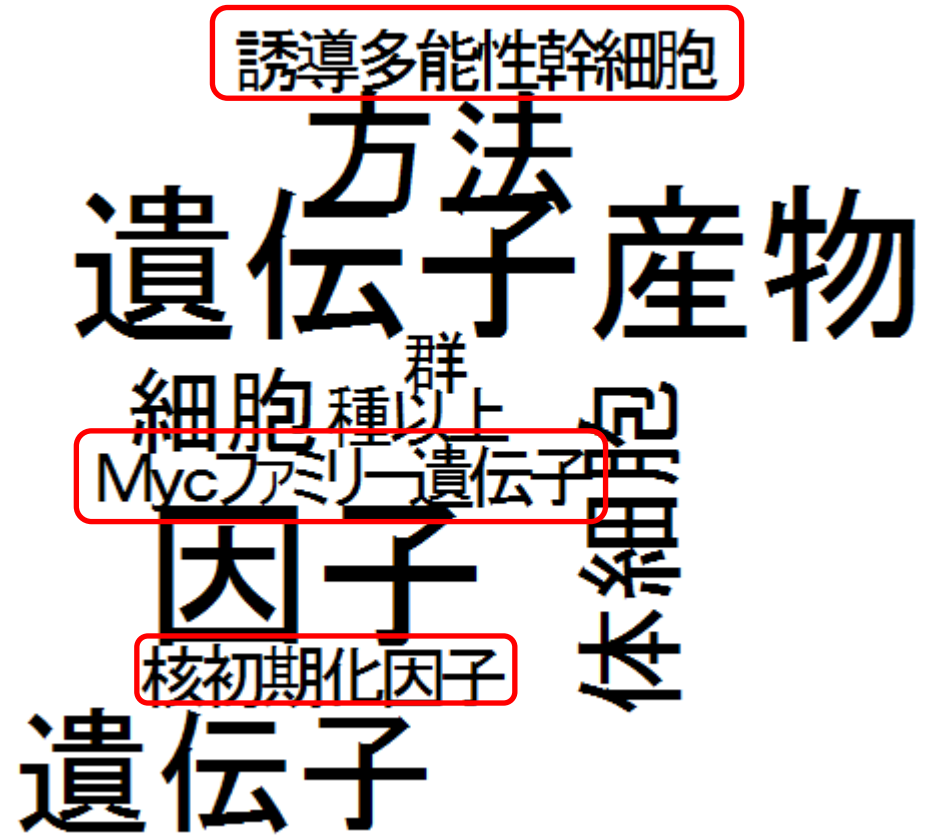 誘導多能性幹細胞
方法
遺伝子産物
群
細胞
種以上
体細胞
Mycファミリー遺伝子
因子
核初期化因子
遺伝子